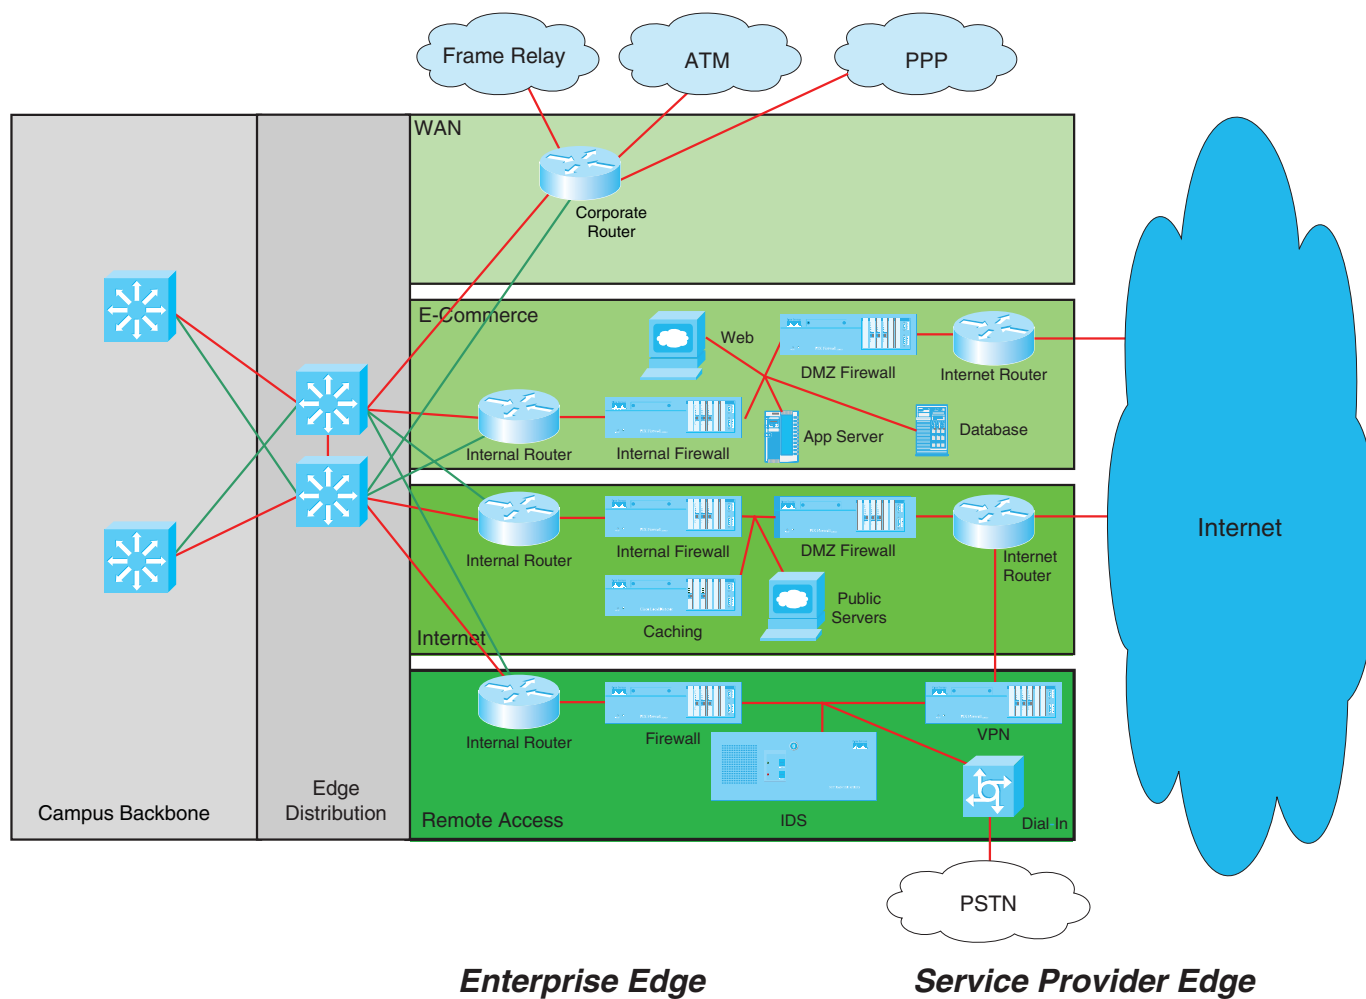 Frame Relay
ATM
PPP
WAN
Corporate
Router
E-Commerce
Web
DMZ Firewall
Internet Router
Internal Router
Internal Firewall
App Server
Database
Internal Router
Internal Firewall
DMZ Firewall
Internet
Router
Internet
Caching
Public
Servers
Internet
Internal Router
Firewall
VPN
IDS
Dial In
Remote Access
Campus Backbone
Edge
Distribution
PSTN
Enterprise Edge
Service Provider Edge